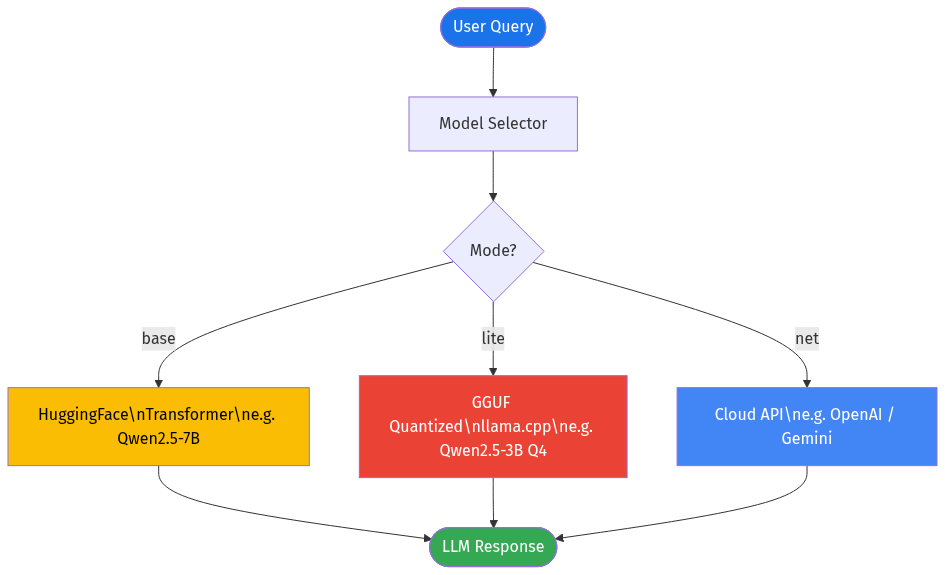 User Query
Model Selector
Mode?
base
lite
net
HuggingFace\nTransformer\ne.g.
Qwen2.5-7B
GGUF
Quantized\nllama.cpp\ne.g.
Qwen2.5-3B Q4
Cloud API\ne.g. OpenAI /
Gemini
LLM Response